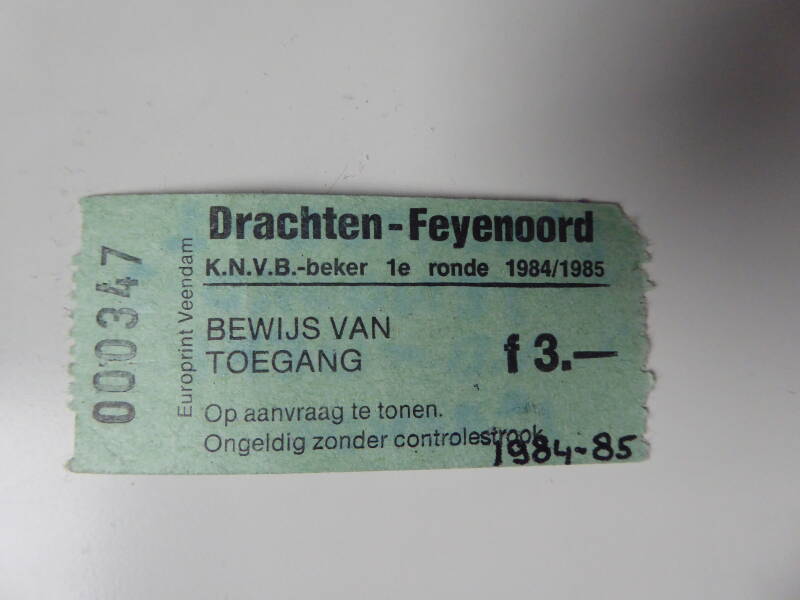 Drachten-Feyenoord
K.N.V.B.-beker 1e ronde 1984/1985
BEWIJS VAN
TOEGANG
f 3.—
Op aanvraag te tonen.
Ongeldig zonder controlestrook
1984-85
Europrint Veendam
000347